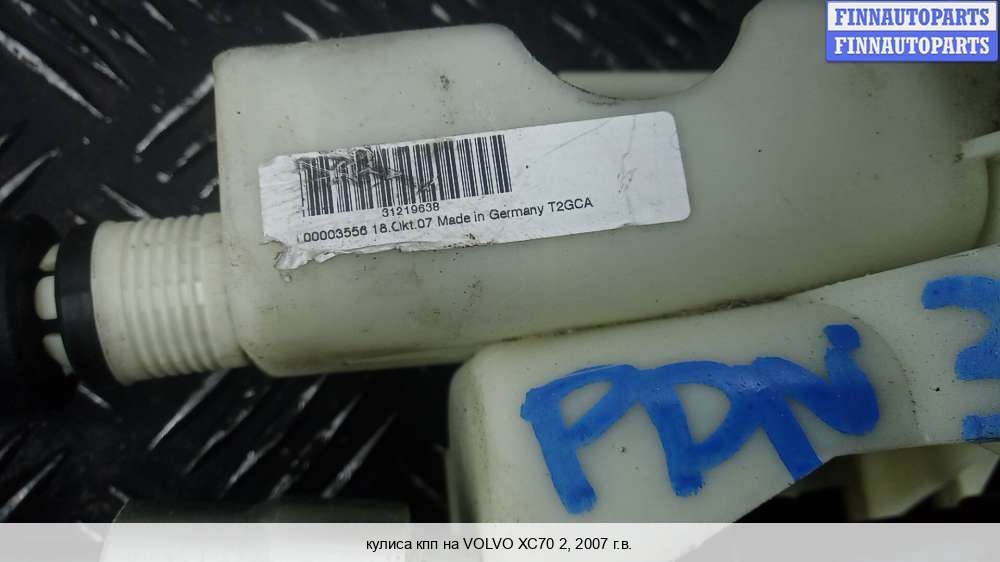 FINNAUTOPARTS
FINNAUTOPARTS
31219638
00003556 18.Okt.07 Made in Germany T2GCA
PDN
3
кулиса кпп на VOLVO XC70 2, 2007 г.в.